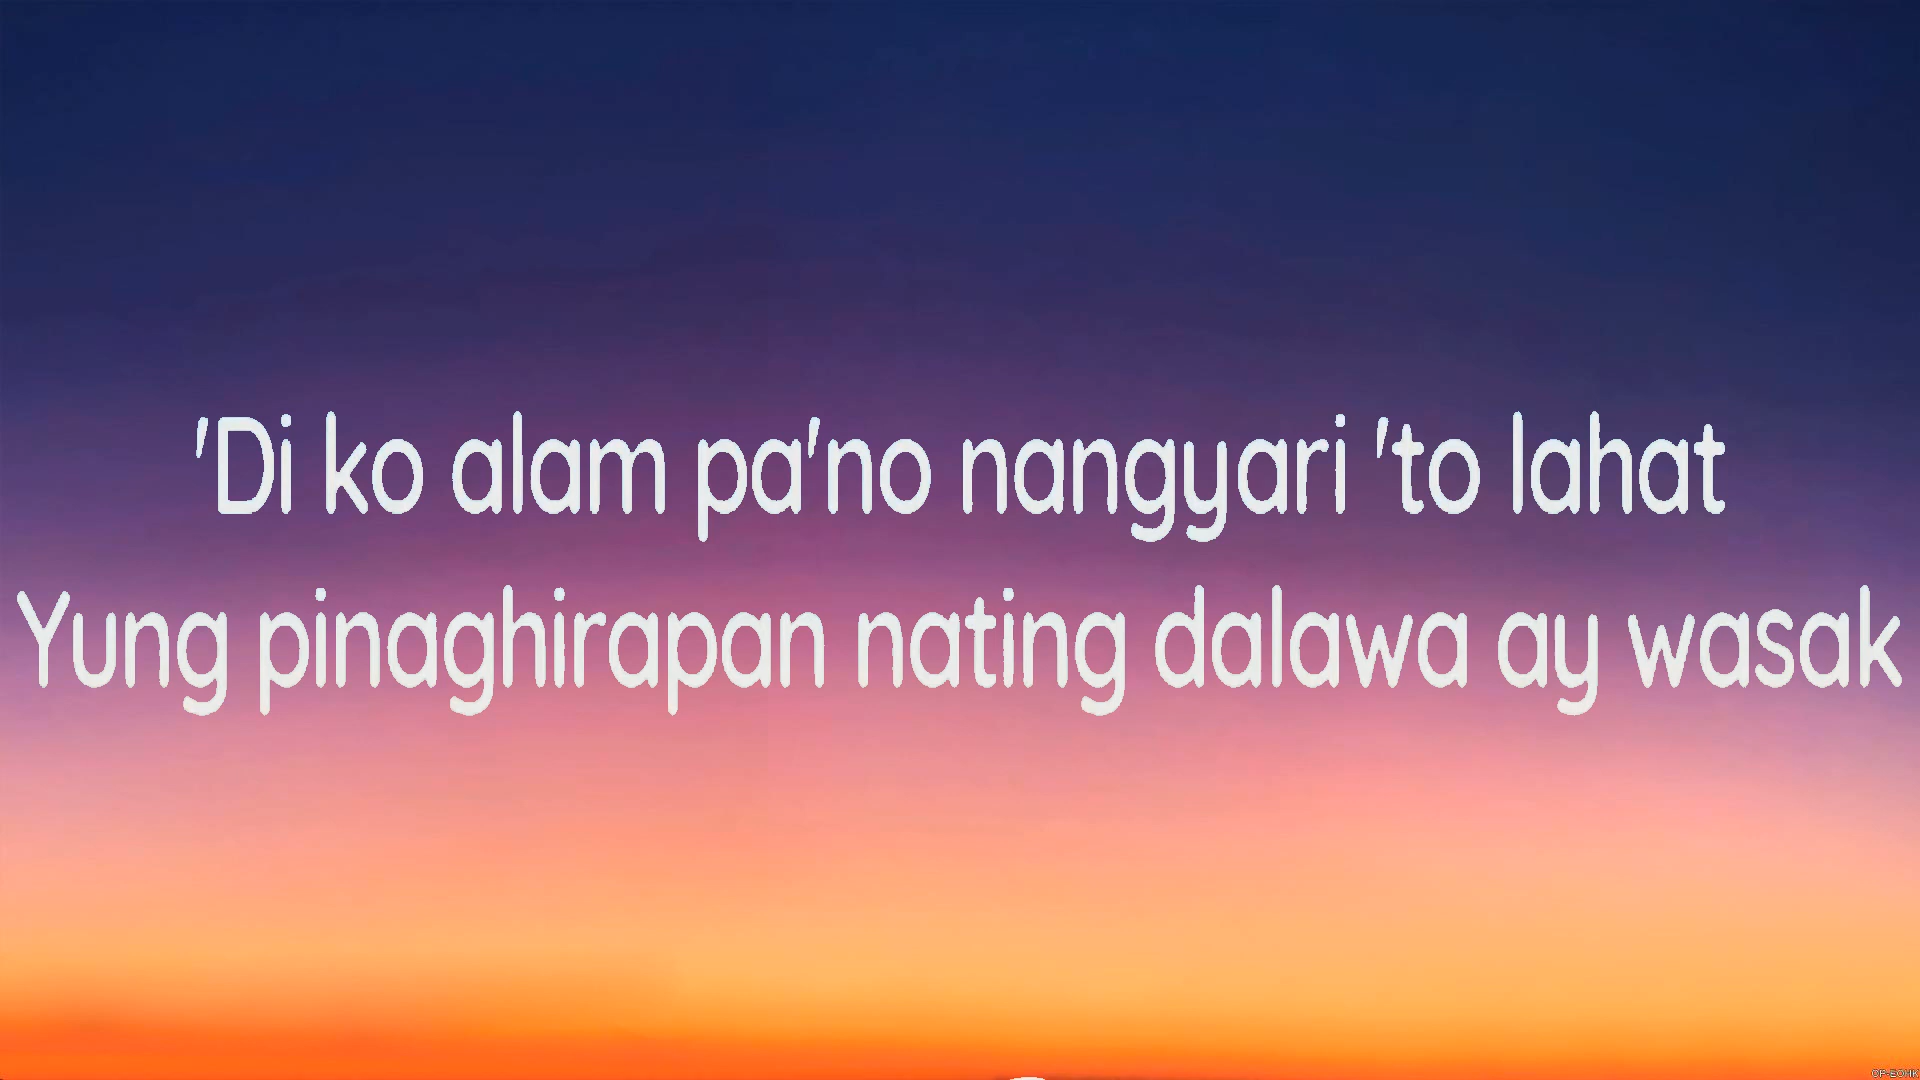 'Di ko alam pa'no nangyari 'to lahat
Yung pinaghirapan nating dalawa ay wasak